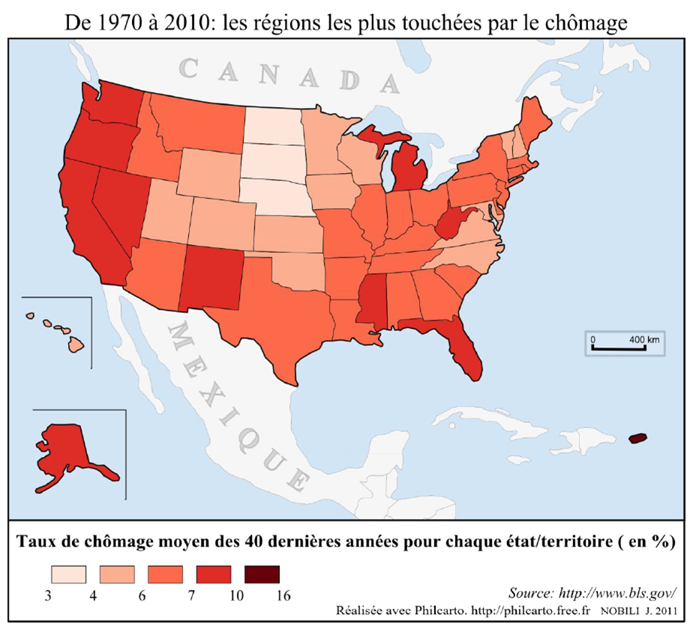 De 1970 à 2010: les régions les plus touchées par le chômage
CANADA
MEXIQUE
0 400 km
Taux de chômage moyen des 40 dernières années pour chaque état/territoire ( en %)
3 4 6 7 10 16
Source: http://www.bls.gov/
Réalisée avec Philcarto. http://philcarto.free.fr NOBILI J. 2011